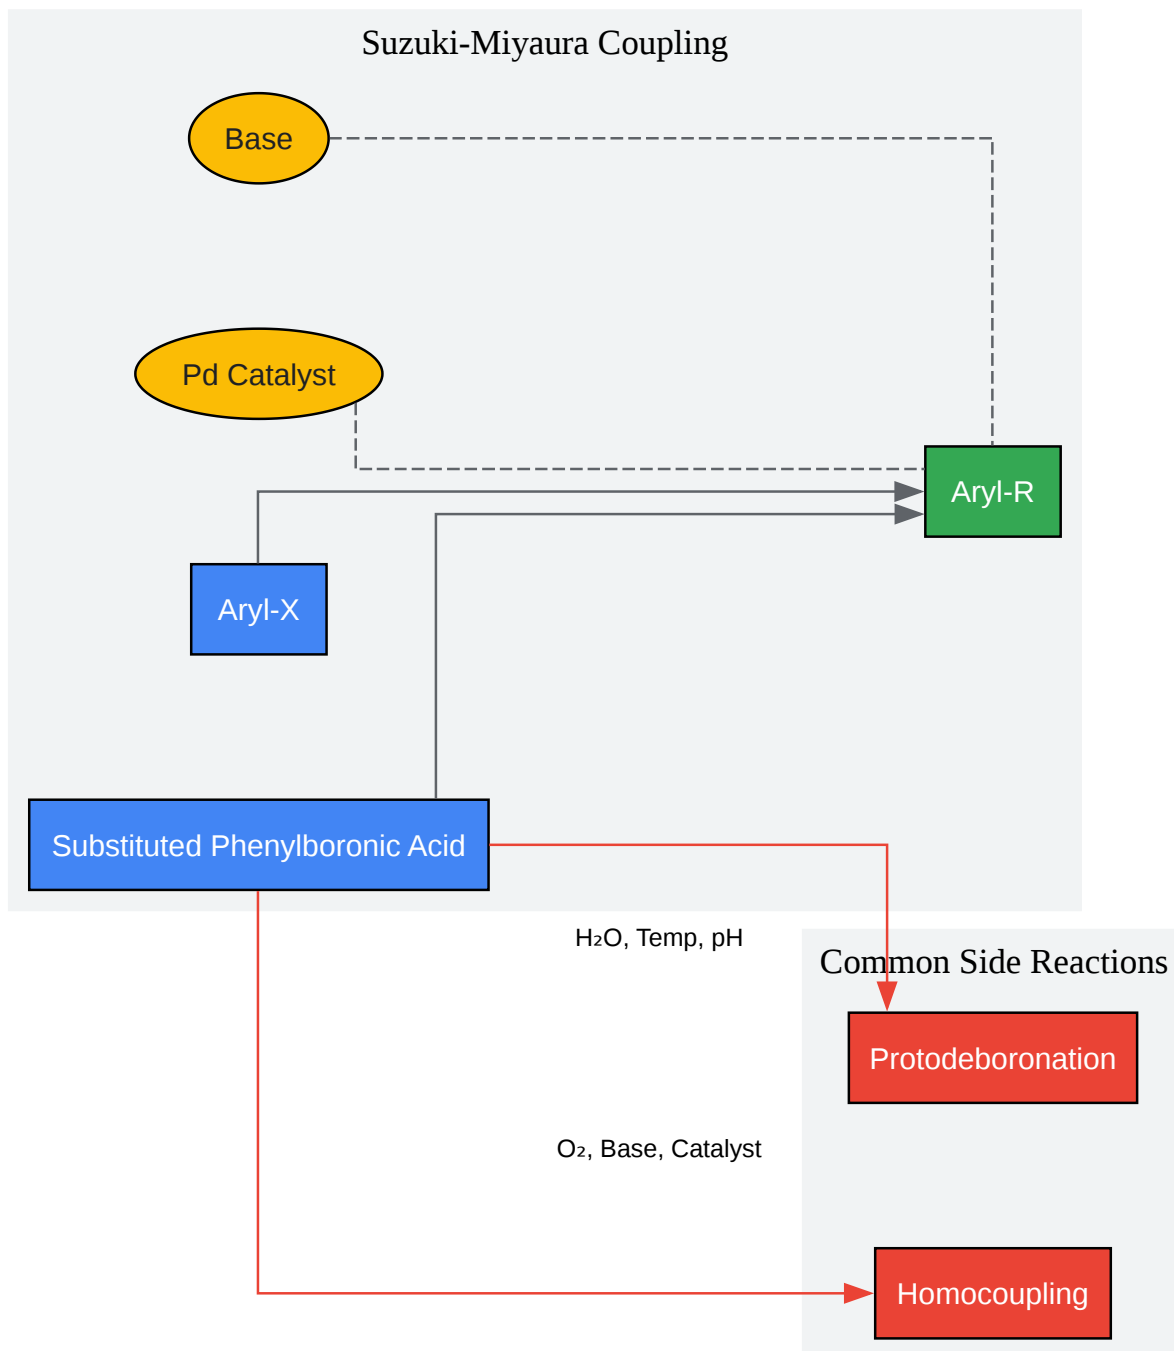 Suzuki-Miyaura Coupling
Base
Pd Catalyst
Aryl-R
Aryl-X
Substituted Phenylboronic Acid
H₂O, Temp, pH
Common Side Reactions
Protodeboronation
O₂, Base, Catalyst
Homocoupling